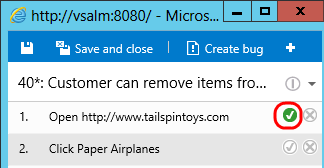 http://vsalm:8080/ - Micros...
Save and close Create bug
40*: Customer can remove items fro...
1. Open http://www.tailspintoys.com
2. Click Paper Airplanes